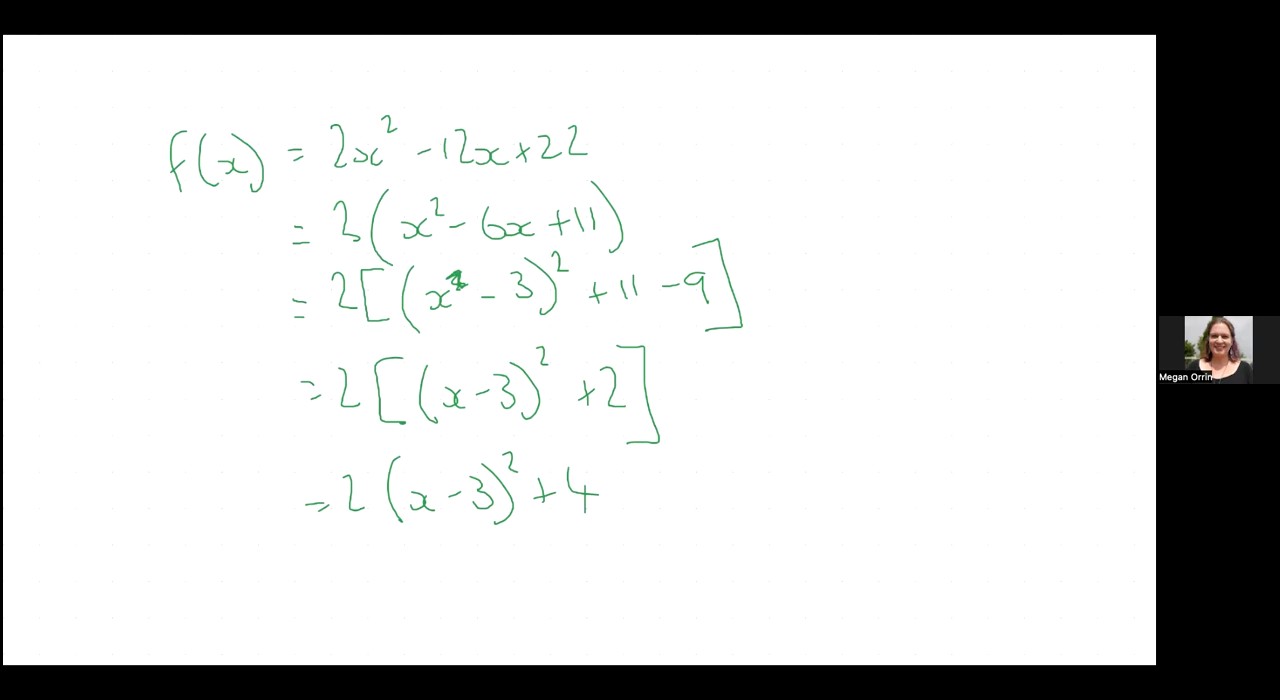 f(x) = 2x² - 12x + 22
= 2(x² - 6x + 11)
= 2[(x - 3)² + 11 - 9]
= 2[(x - 3)² + 2]
= 2(x - 3)² + 4
Megan Orrin